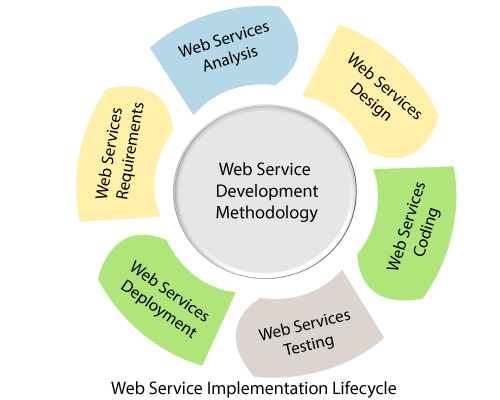 Web Services
Analysis
Web Services
Design
Web Services
Requirements
Web Service
Development
Methodology
Web Services
Coding
Web Services
Deployment
Web Services
Testing
Web Service Implementation Lifecycle